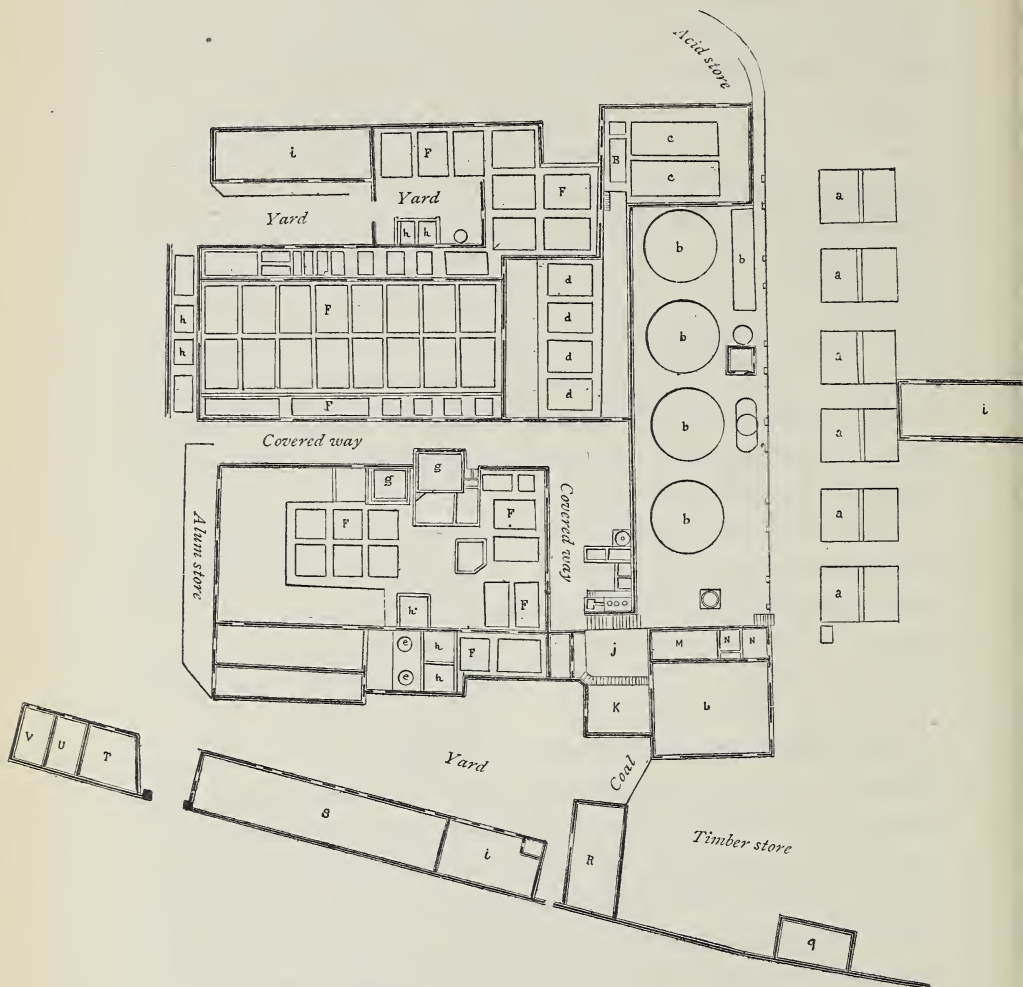 Acid store
i
F
B
c
c
Yard
F
Yard
h
h
b
b
a
d
a
F
d
h
b
a
h
d
d
F
i
Covered way
b
a
g
g
Alum store
F
F
Covered way
b
a
h
F
a
e
h
F
j
M
N
N
e
h
K
L
V
U
T
Yard
Coal
S
i
R
Timber store
q